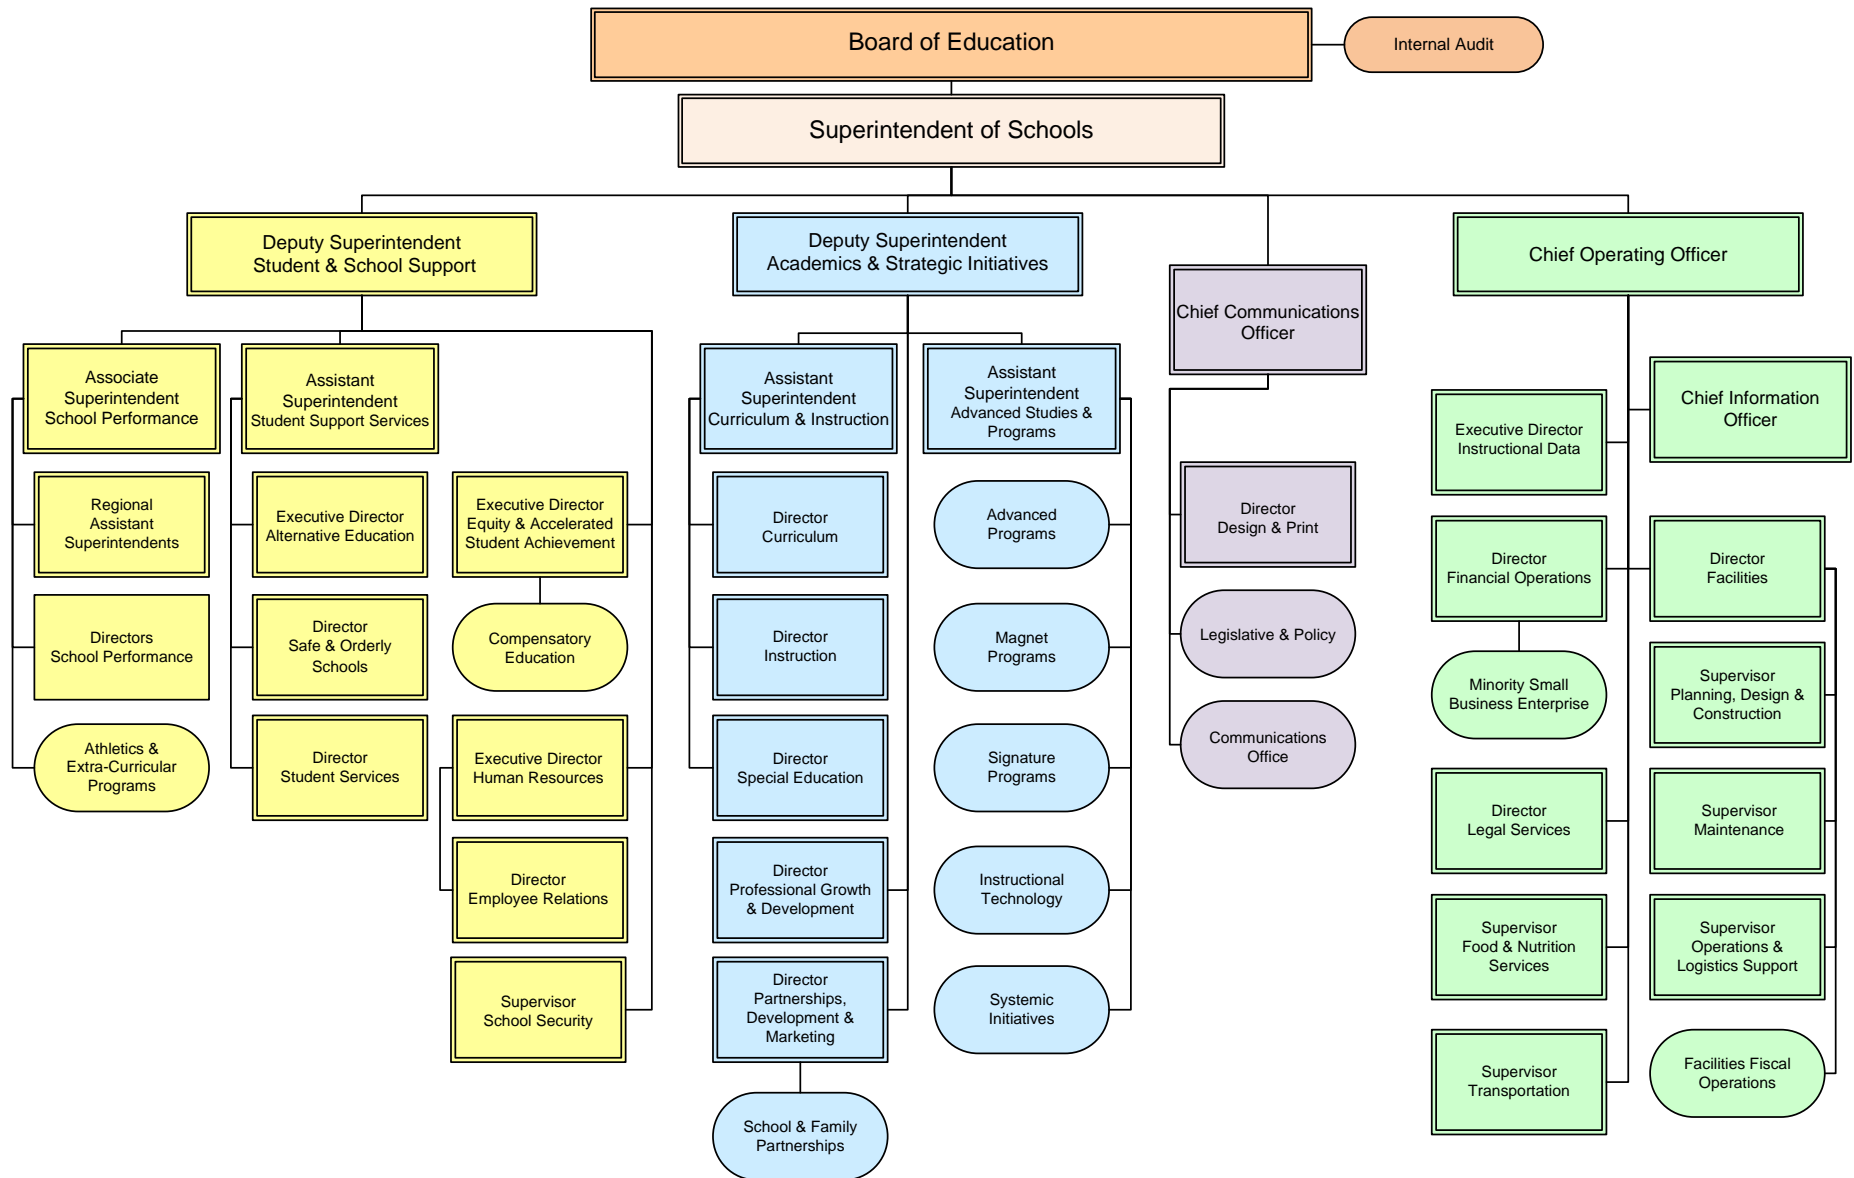 Board of Education
Internal Audit
Superintendent of Schools
Deputy Superintendent
Student & School Support
Deputy Superintendent
Academics & Strategic Initiatives
Chief Communications
Officer
Chief Operating Officer
Associate
Superintendent
School Performance
Regional
Assistant
Superintendents
Directors
School Performance
Athletics &
Extra-Curricular
Programs
Assistant
Superintendent
Student Support Services
Executive Director
Alternative Education
Director
Safe & Orderly
Schools
Director
Student Services
Executive Director
Equity & Accelerated
Student Achievement
Compensatory
Education
Executive Director
Human Resources
Director
Employee Relations
Supervisor
School Security
Assistant
Superintendent
Curriculum & Instruction
Director
Curriculum
Director
Instruction
Director
Special Education
Director
Professional Growth
& Development
Director
Partnerships,
Development &
Marketing
School & Family
Partnerships
Assistant
Superintendent
Advanced Studies &
Programs
Advanced
Programs
Magnet
Programs
Signature
Programs
Instructional
Technology
Systemic
Initiatives
Director
Design & Print
Legislative & Policy
Communications
Office
Executive Director
Instructional Data
Director
Financial Operations
Minority Small
Business Enterprise
Director
Legal Services
Supervisor
Food & Nutrition
Services
Supervisor
Transportation
Chief Information
Officer
Director
Facilities
Supervisor
Planning, Design &
Construction
Supervisor
Maintenance
Supervisor
Operations &
Logistics Support
Facilities Fiscal
Operations